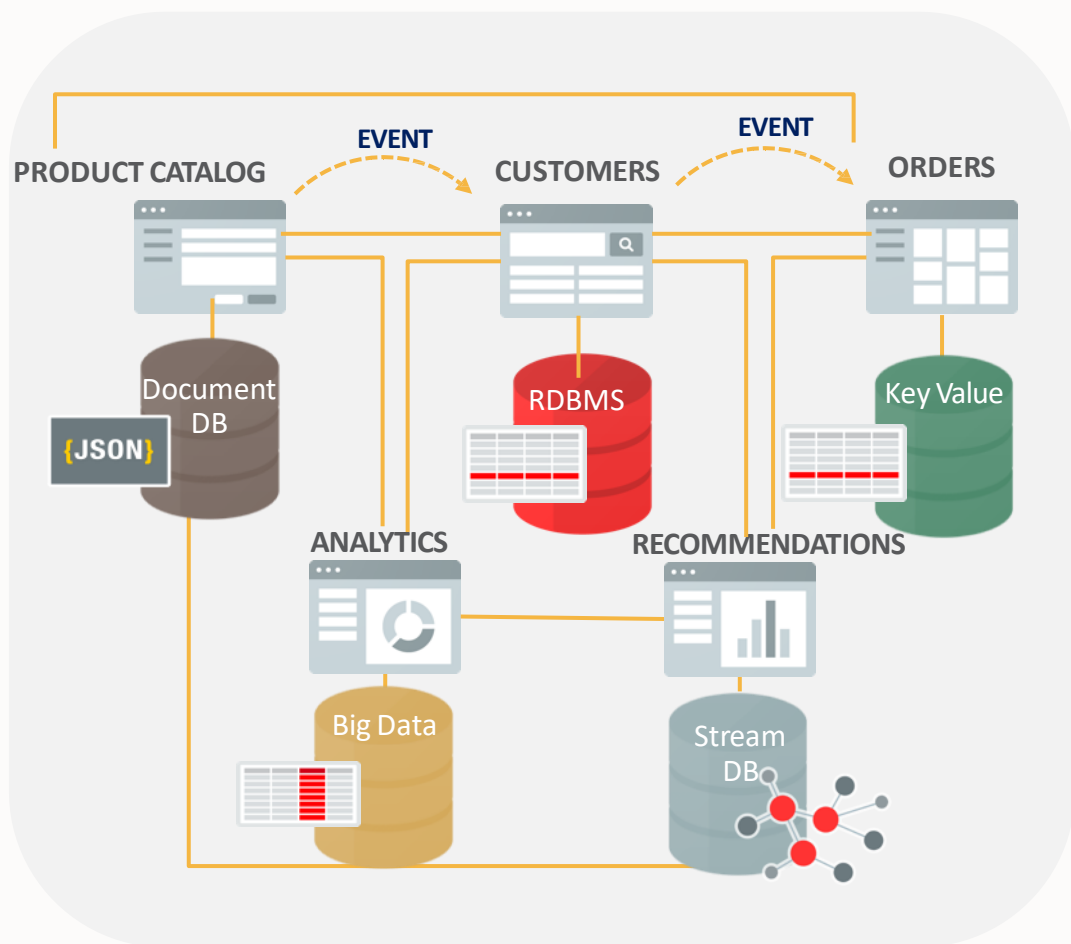 EVENT
EVENT
PRODUCT CATALOG
CUSTOMERS
ORDERS
Document
DB
{JSON}
RDBMS
Key Value
ANALYTICS
RECOMMENDATIONS
Big Data
Stream
DB